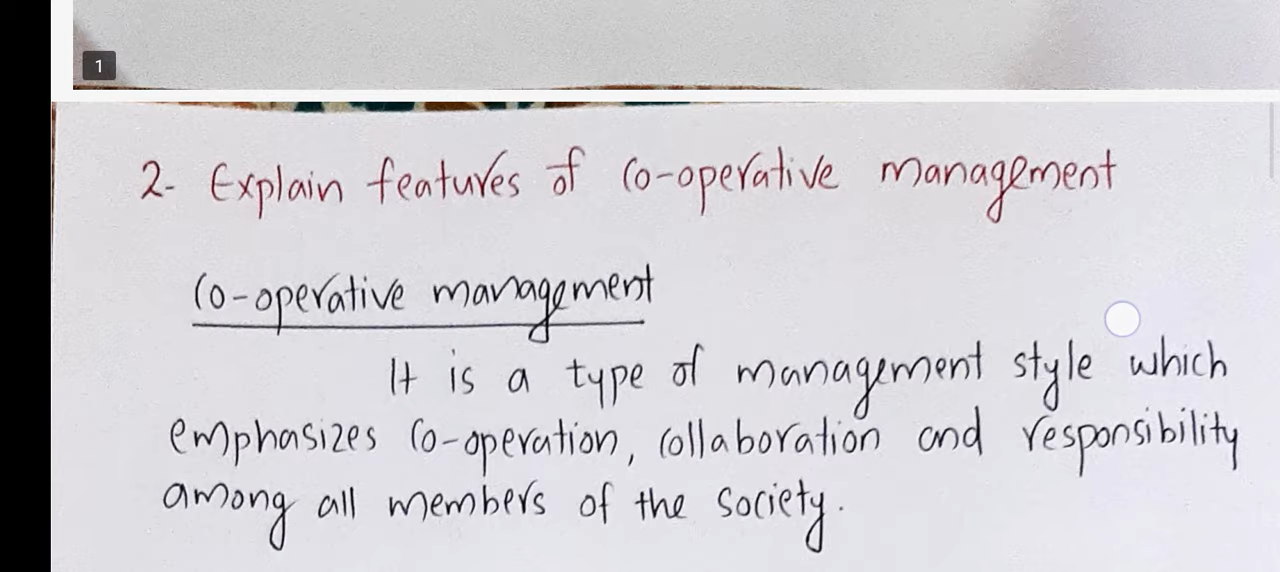 1
2- Explain features of Co-operative management
Co-operative management
It is a type of management style which
emphasizes Co-operation, Collaboration and responsibility
among all members of the Society.